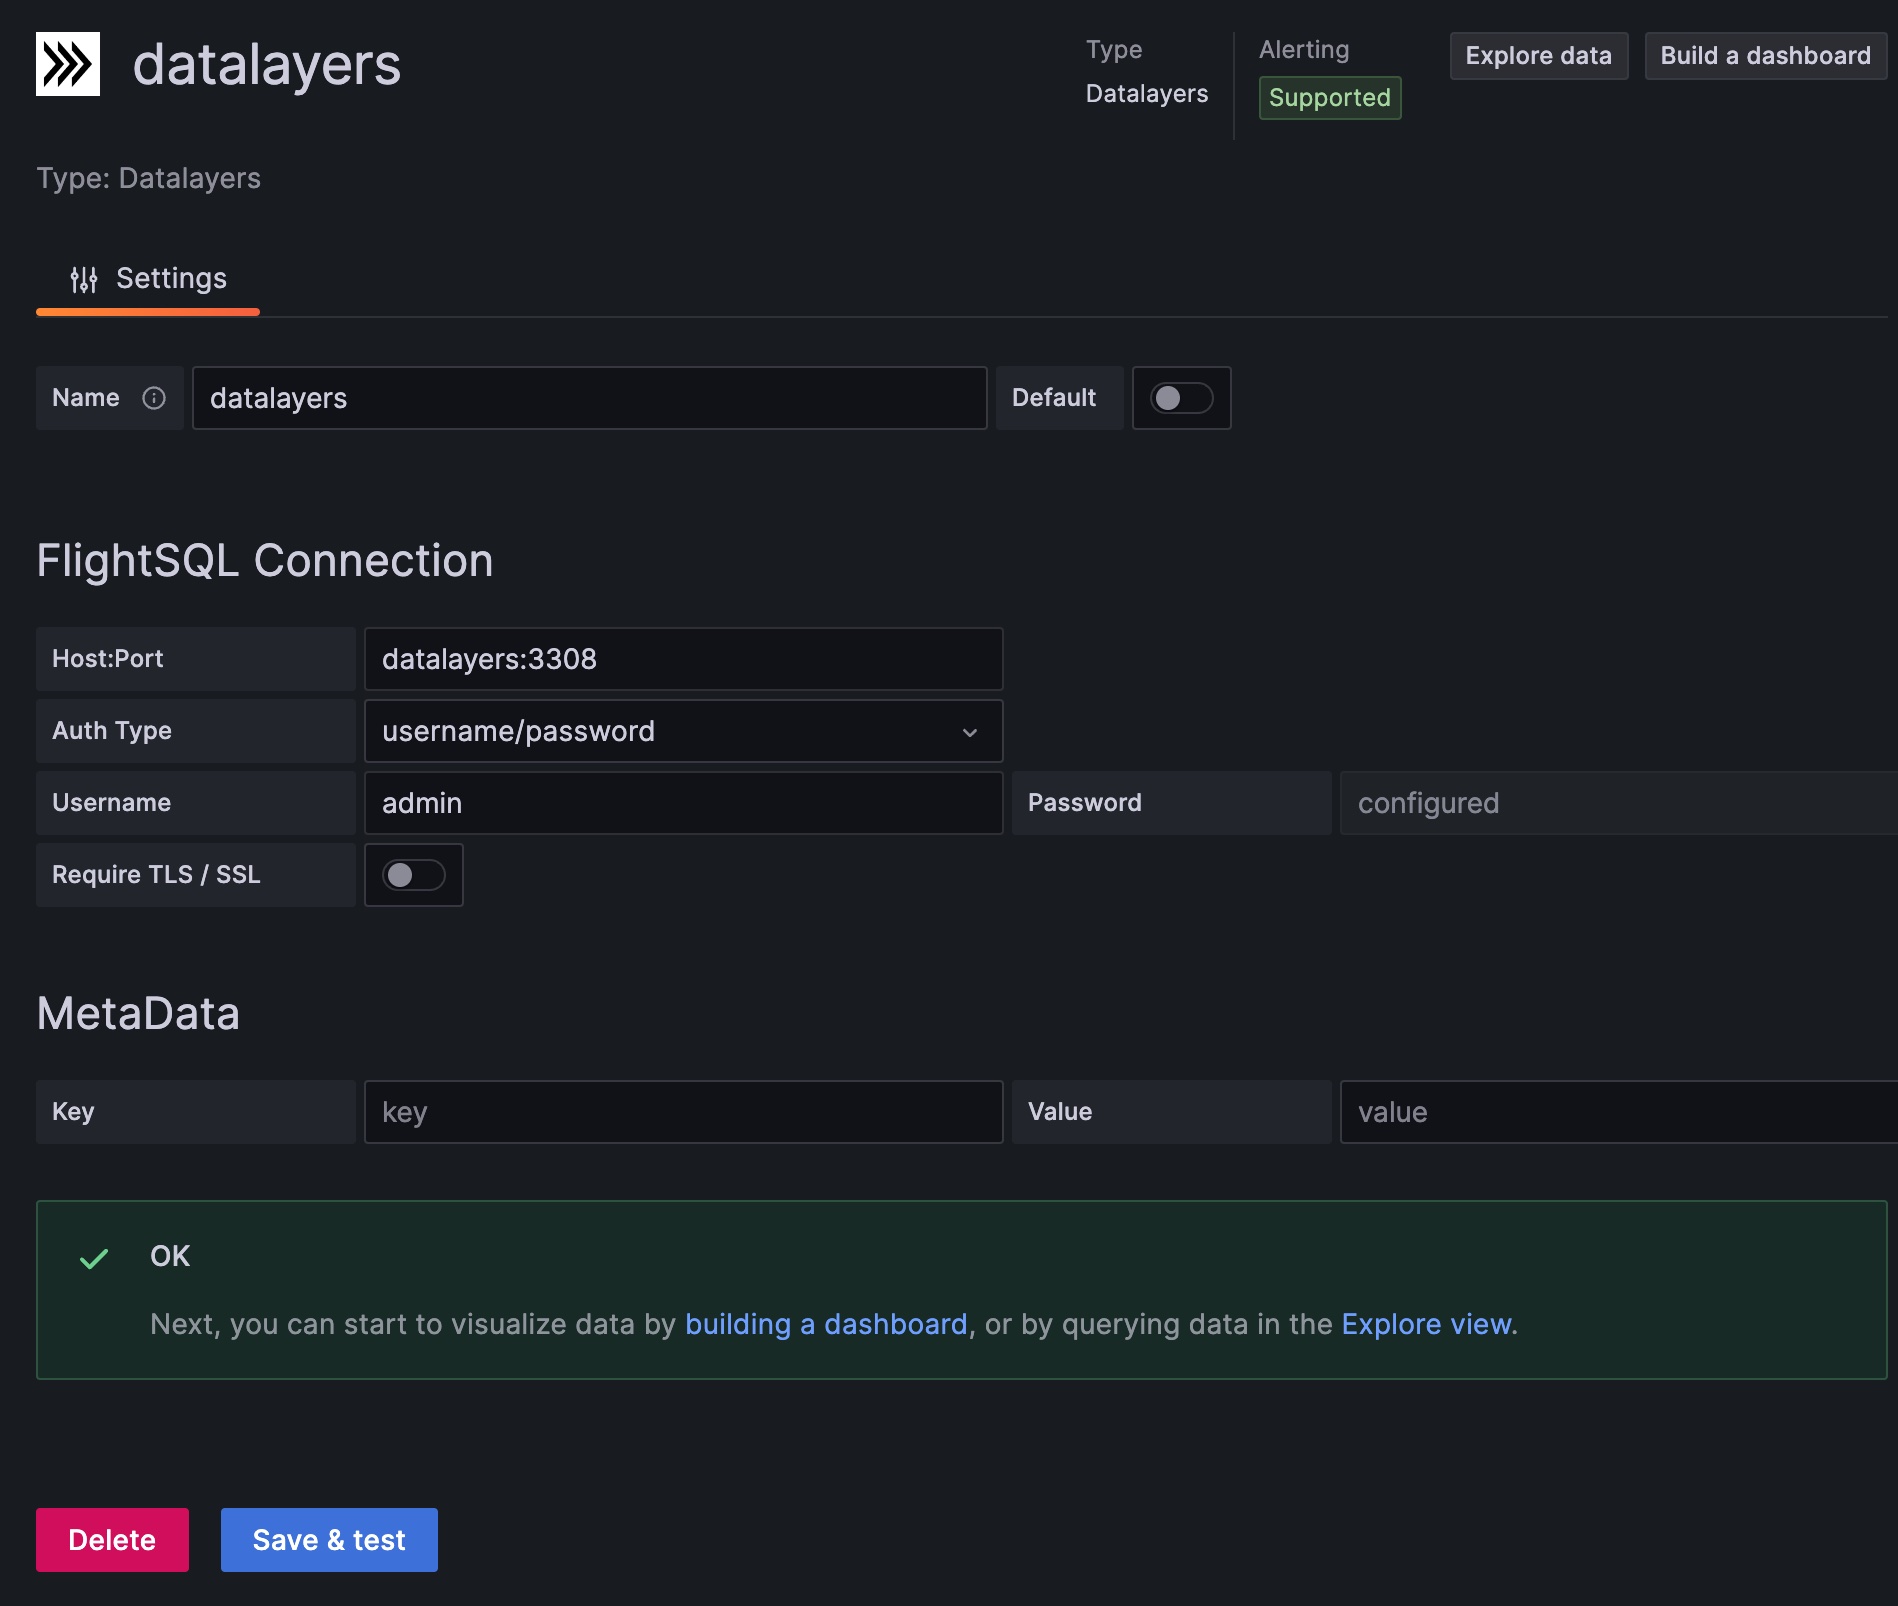 datalayers
Type
Datalayers
Alerting
Supported
Explore data
Build a dashboard
Type: Datalayers
Settings
Name
datalayers
Default
FlightSQL Connection
Host:Port
datalayers:3308
Auth Type
username/password
Username
admin
Password
configured
Require TLS / SSL
MetaData
Key
key
Value
value
OK
Next, you can start to visualize data by building a dashboard, or by querying data in the Explore view.
Delete
Save & test